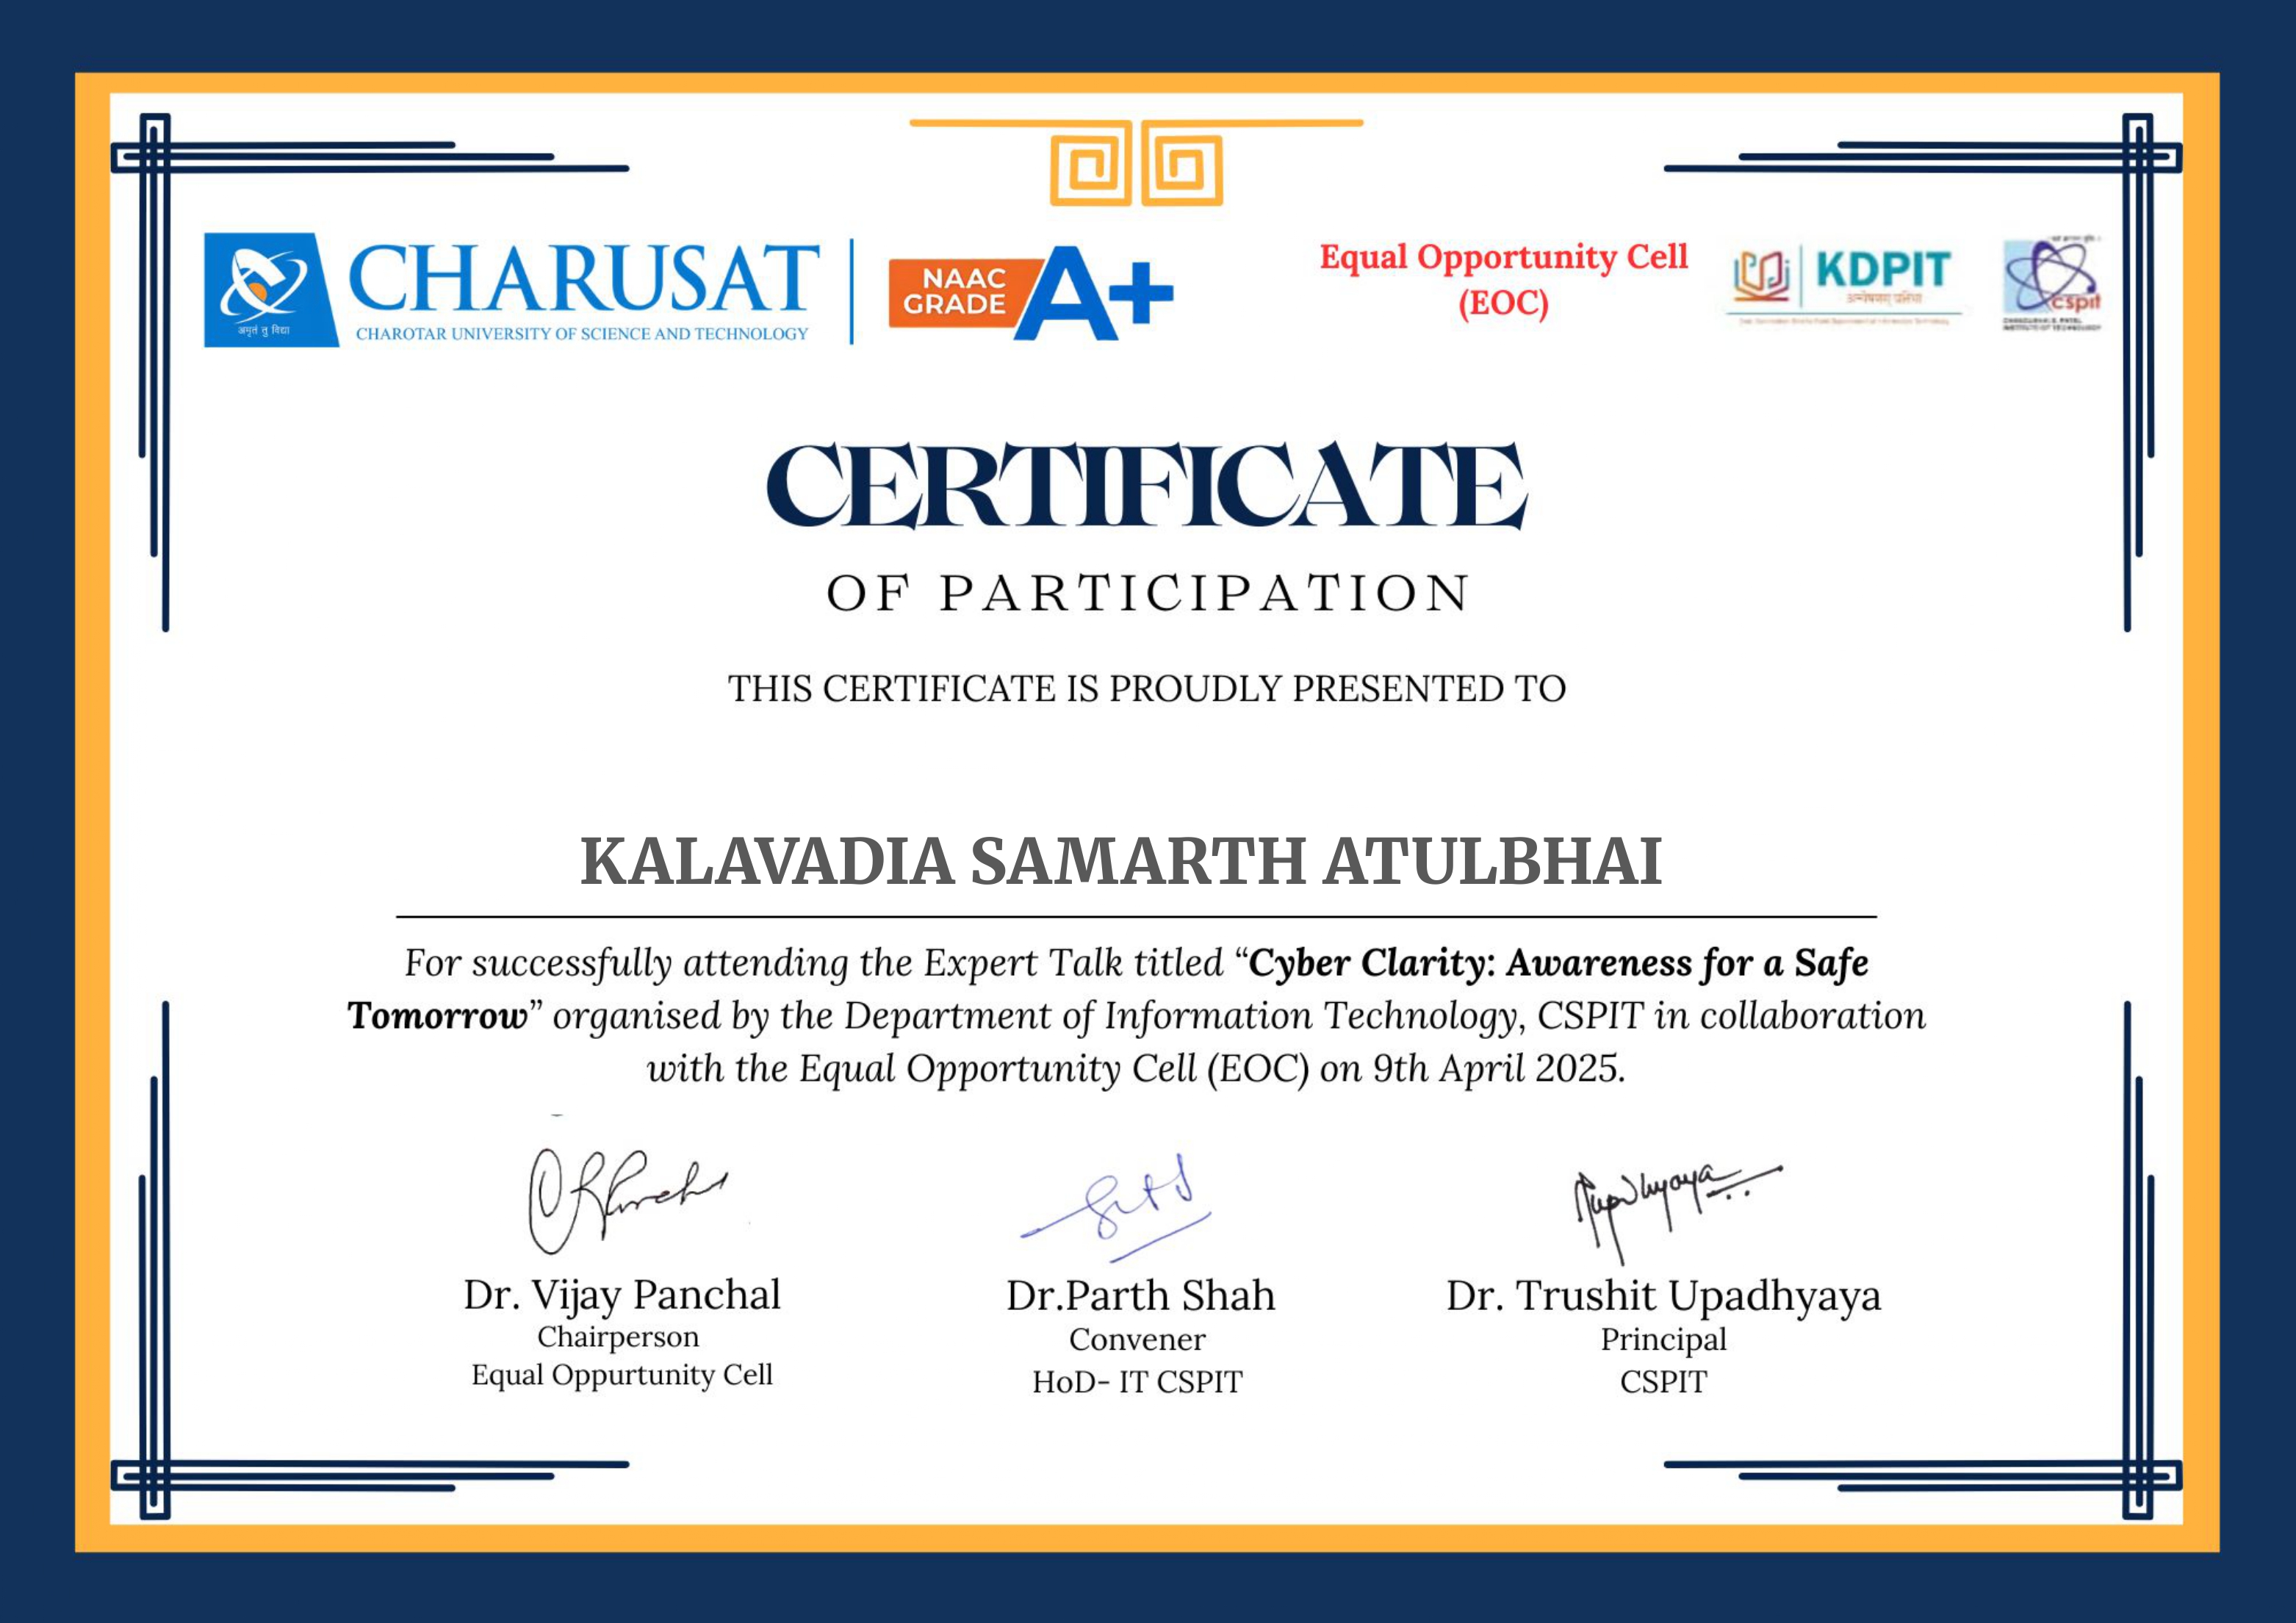 CHARUSAT
CHAROTAR UNIVERSITY OF SCIENCE AND TECHNOLOGY
अमृतं तु विद्या
NAAC
GRADE
A+
Equal Opportunity Cell
(EOC)
KDPIT
cspit
INSTITUTE OF TECHNOLOGY
CERTIFICATE
OF PARTICIPATION
THIS CERTIFICATE IS PROUDLY PRESENTED TO
KALAVADIA SAMARTH ATULBHAI
For successfully attending the Expert Talk titled “Cyber Clarity: Awareness for a Safe
Tomorrow” organised by the Department of Information Technology, CSPIT in collaboration
with the Equal Opportunity Cell (EOC) on 9th April 2025.
Dr. Vijay Panchal
Chairperson
Equal Oppurtunity Cell
Dr.Parth Shah
Convener
HoD- IT CSPIT
Dr. Trushit Upadhyaya
Principal
CSPIT